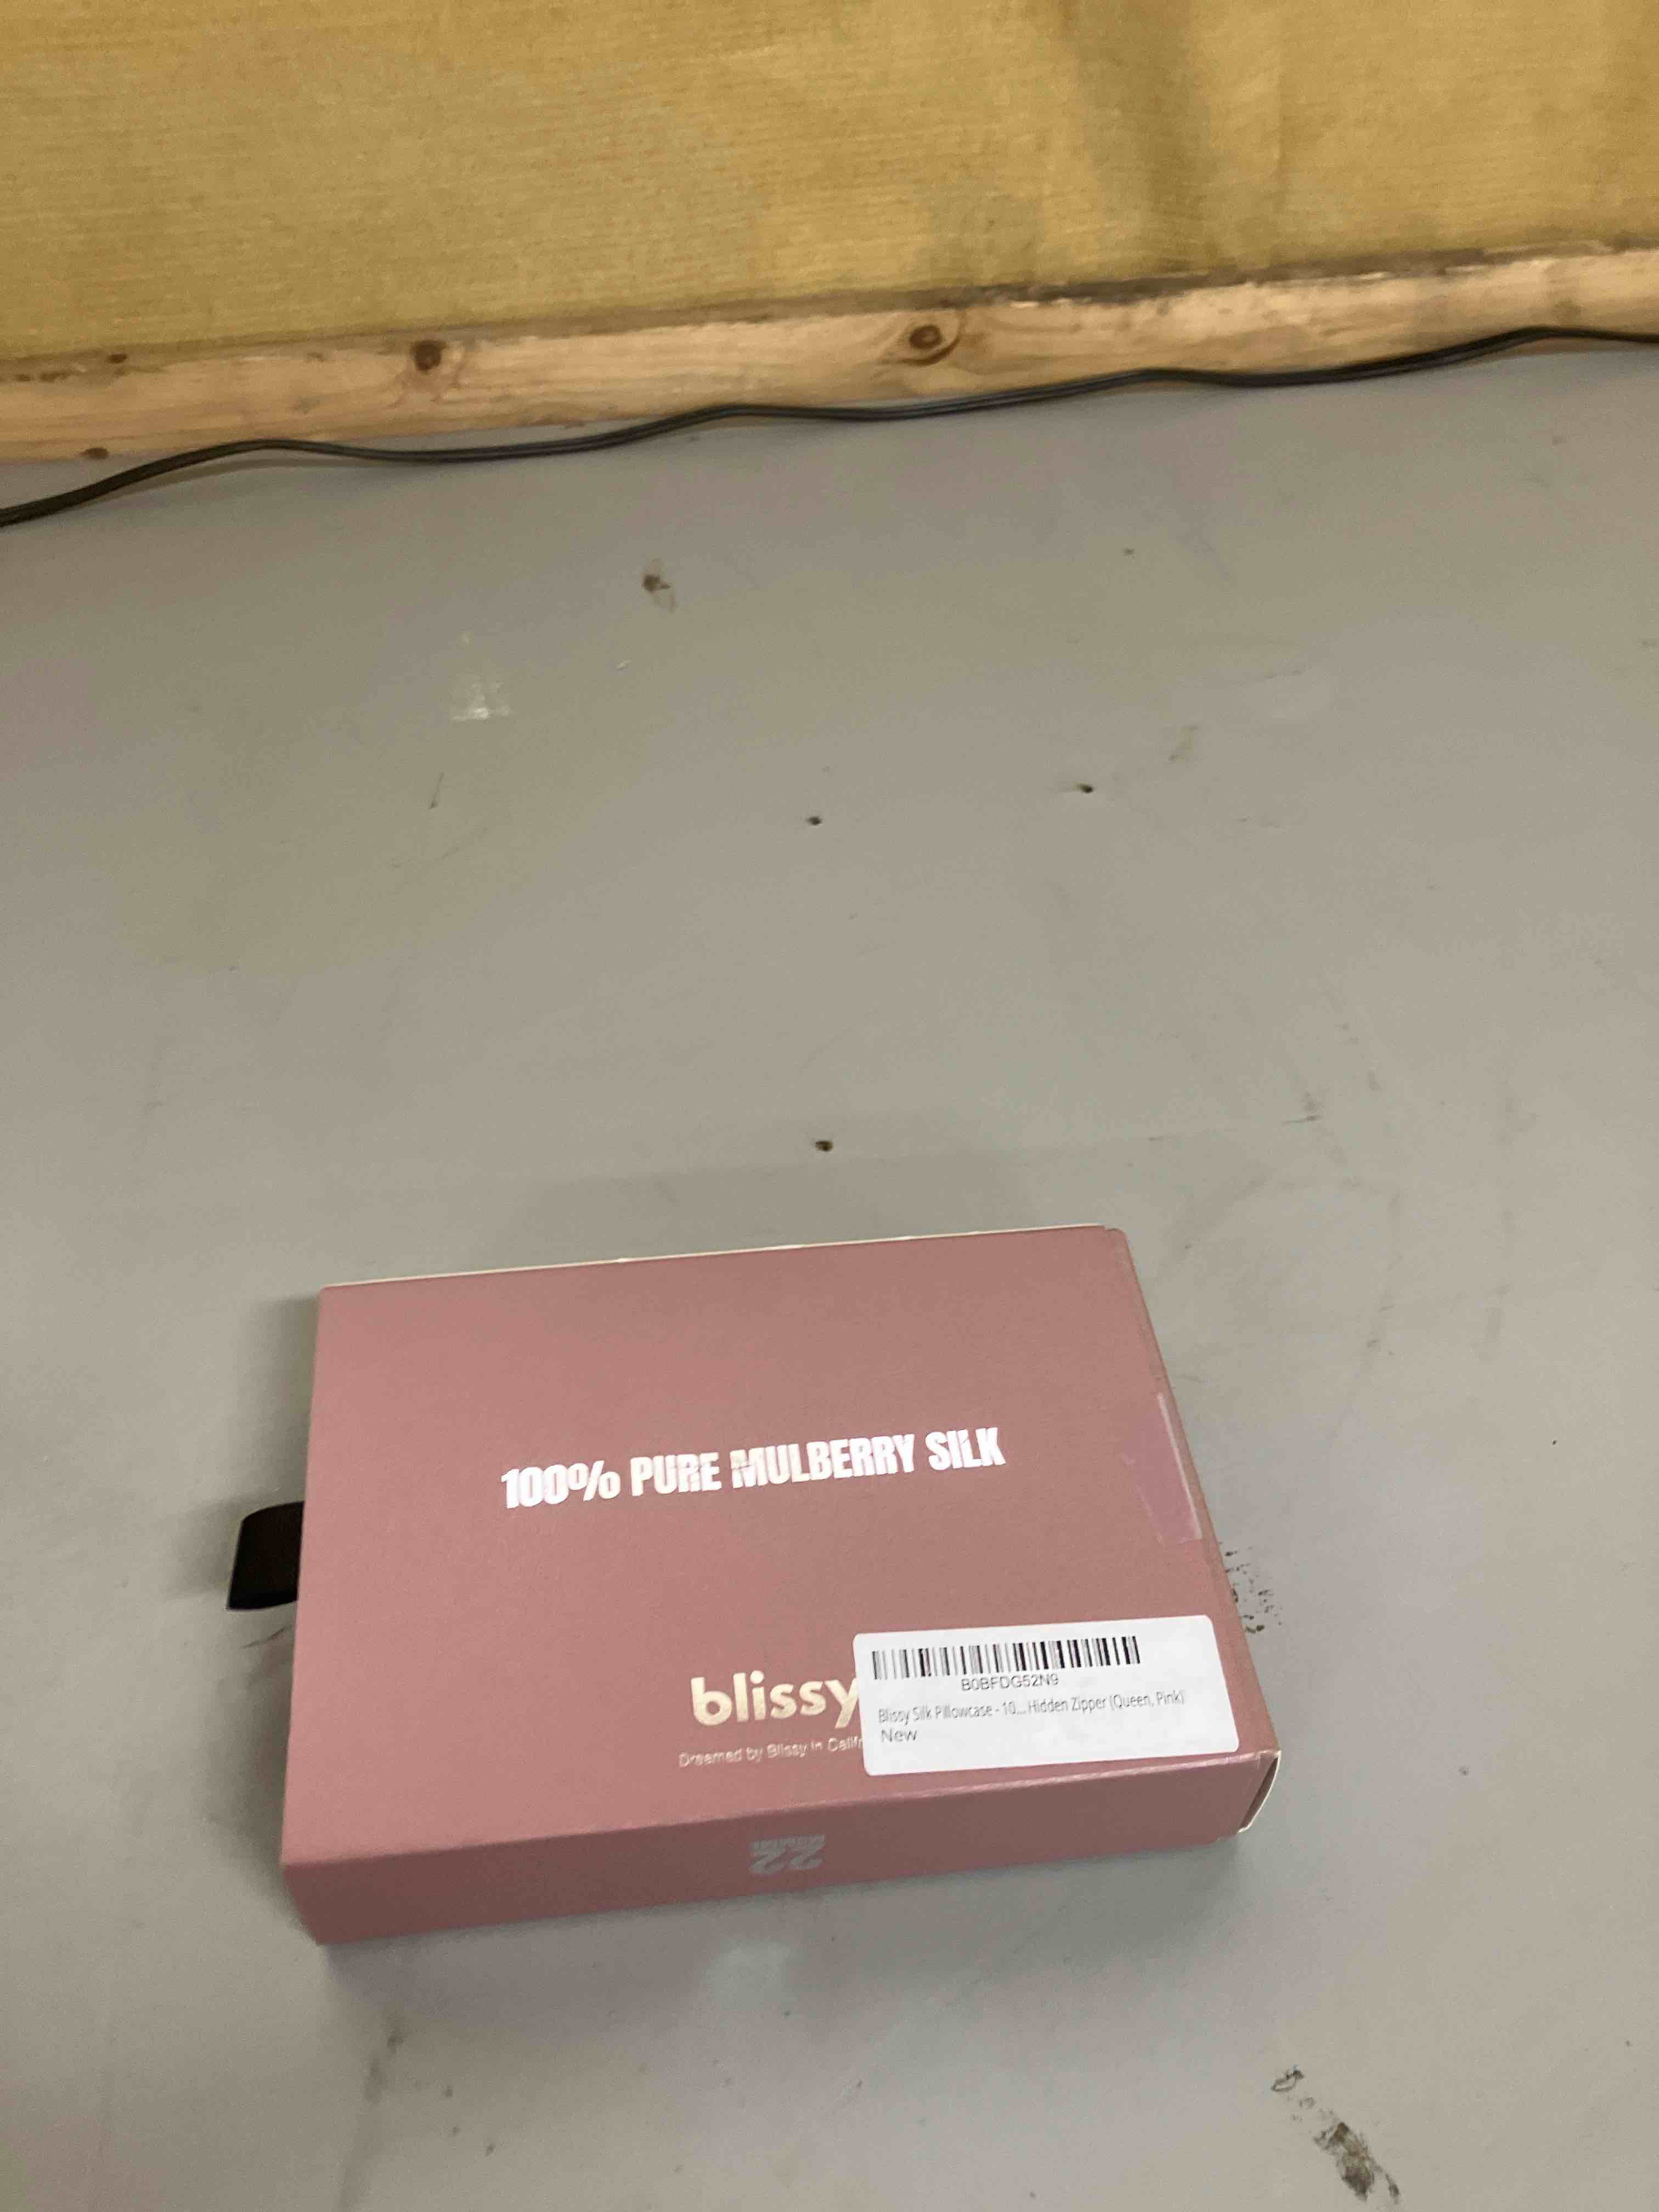 100% PURE MULBERRY SILK
blissy
Dreamed by Blissy in Calif
B0BFDG52N9
Blissy Silk Pillowcase - 10... Hidden Zipper (Queen, Pink)
New
22
MOMME